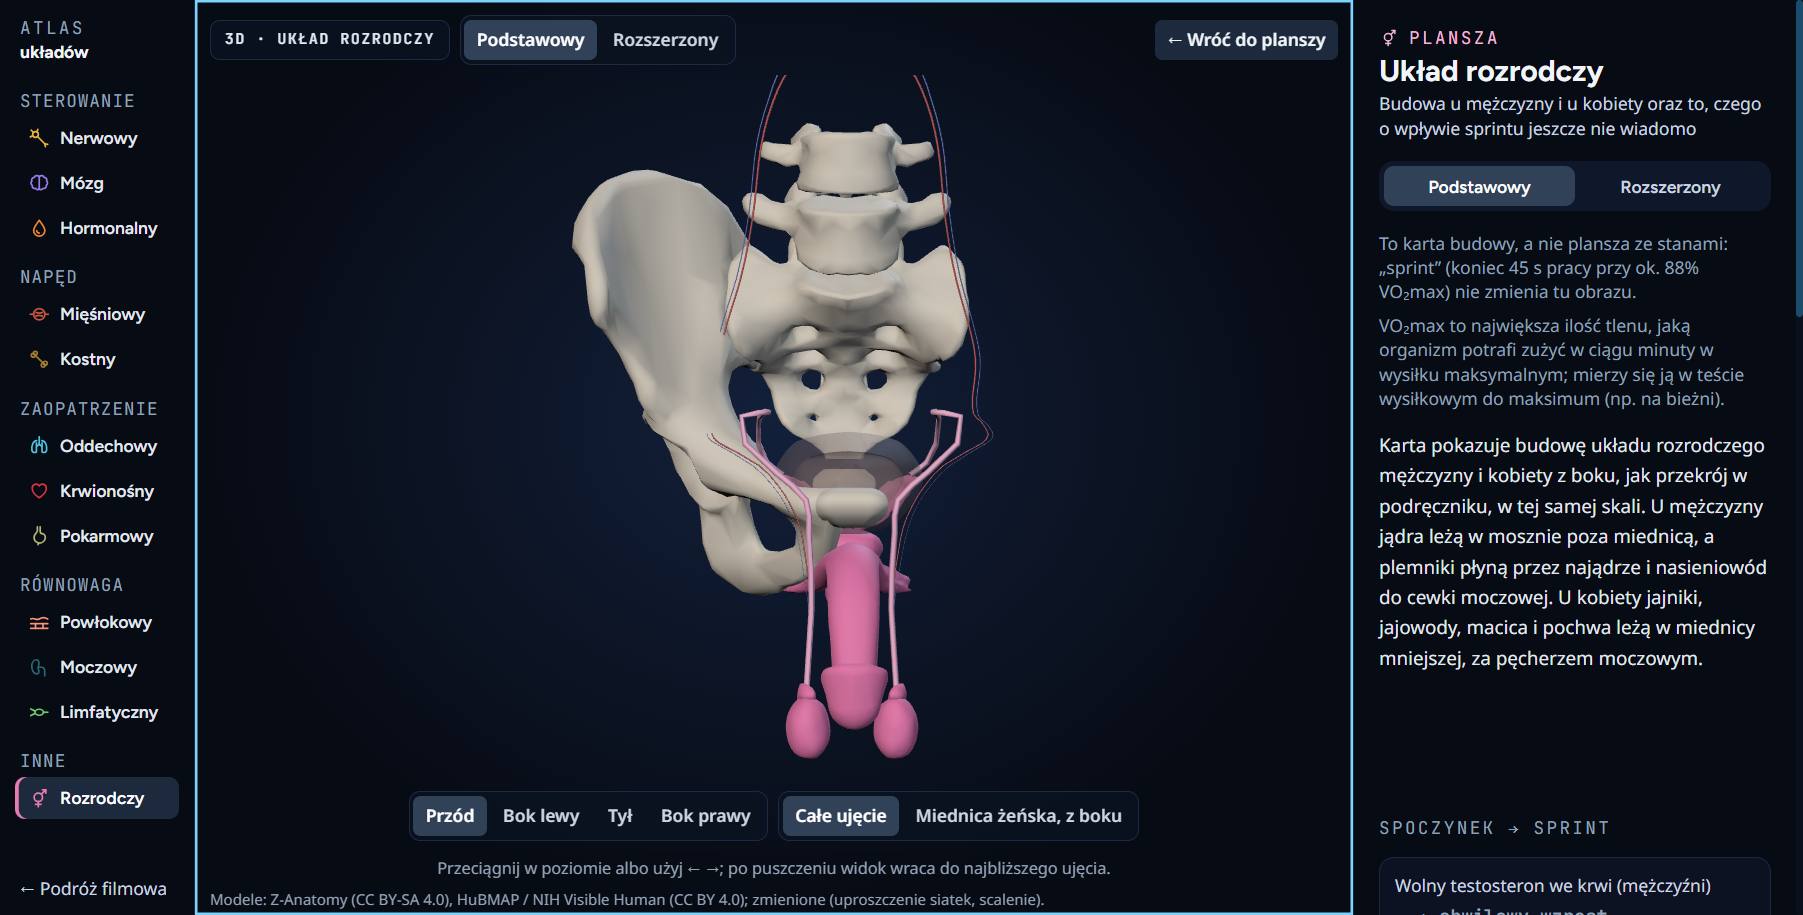 ATLAS
układów
STEROWANIE
Nerwowy
Mózg
Hormonalny
NAPĘD
Mięśniowy
Kostny
ZAOPATRZENIE
Oddechowy
Krwionośny
Pokarmowy
RÓWNOWAGA
Powłokowy
Moczowy
Limfatyczny
INNE
Rozrodczy
← Podróż filmowa
3D · UKŁAD ROZRODCZY
Podstawowy Rozszerzony
← Wróć do planszy
Przód Bok lewy Tył Bok prawy
Całe ujęcie Miednica żeńska, z boku
Przeciągnij w poziomie albo użyj ← →; po puszczeniu widok wraca do najbliższego ujęcia.
Modele: Z-Anatomy (CC BY-SA 4.0), HuBMAP / NIH Visible Human (CC BY 4.0); zmienione (uproszczenie siatek, scalenie).
PLANSZA
Układ rozrodczy
Budowa u mężczyzny i u kobiety oraz to, czego
o wpływie sprintu jeszcze nie wiadomo
Podstawowy Rozszerzony
To karta budowy, a nie plansza ze stanami:
„sprint” (koniec 45 s pracy przy ok. 88%
VO₂max) nie zmienia tu obrazu.
VO₂max to największa ilość tlenu, jaką
organizm potrafi zużyć w ciągu minuty w
wysiłku maksymalnym; mierzy się ją w teście
wysiłkowym do maksimum (np. na bieżni).
Karta pokazuje budowę układu rozrodczego
mężczyzny i kobiety z boku, jak przekrój w
podręczniku, w tej samej skali. U mężczyzny
jądra leżą w mosznie poza miednicą, a
plemniki płyną przez najądrze i nasieniowód
do cewki moczowej. U kobiety jajniki,
jajowody, macica i pochwa leżą w miednicy
mniejszej, za pęcherzem moczowym.
SPOCZYNEK → SPRINT
Wolny testosteron we krwi (mężczyźni)